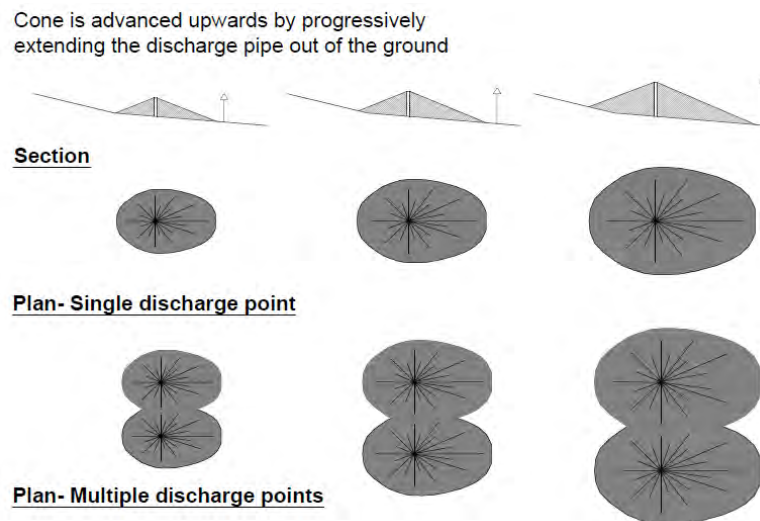 Cone is advanced upwards by progressively
extending the discharge pipe out of the ground
Section
Plan- Single discharge point
Plan- Multiple discharge points